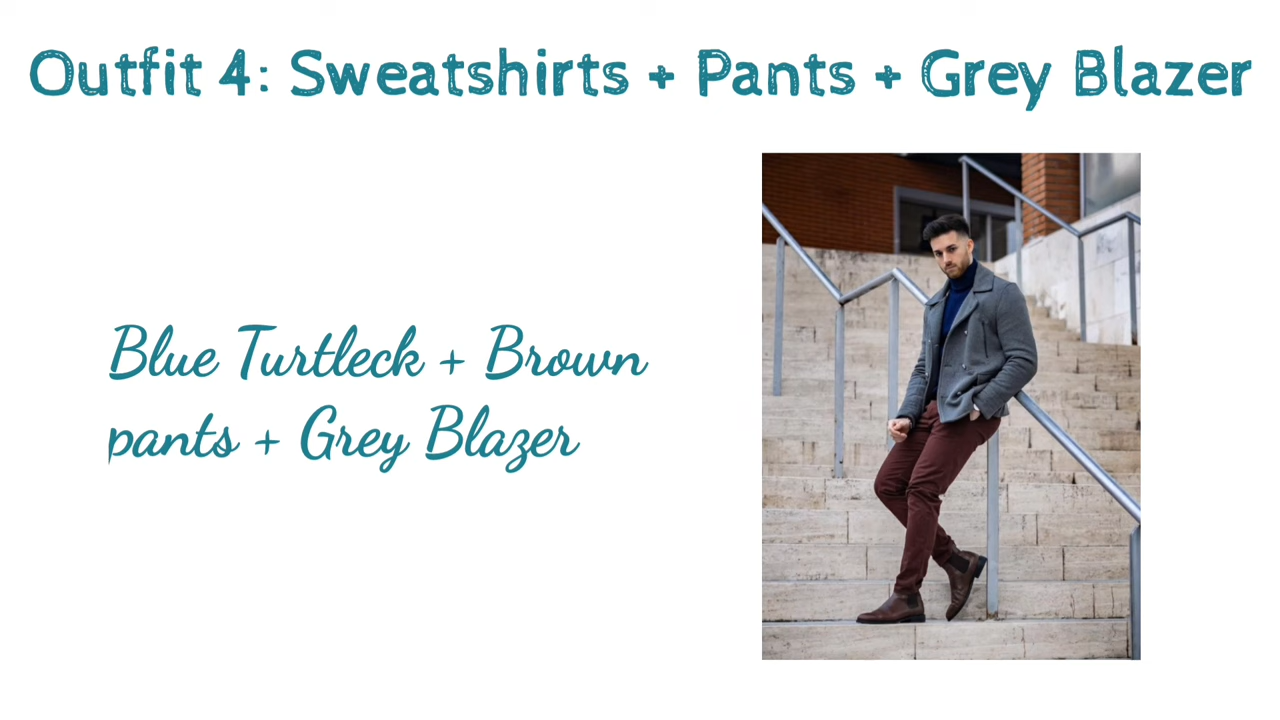 Outfit 4: Sweatshirts + Pants + Grey Blazer
Blue Turtleck + Brown
pants + Grey Blazer